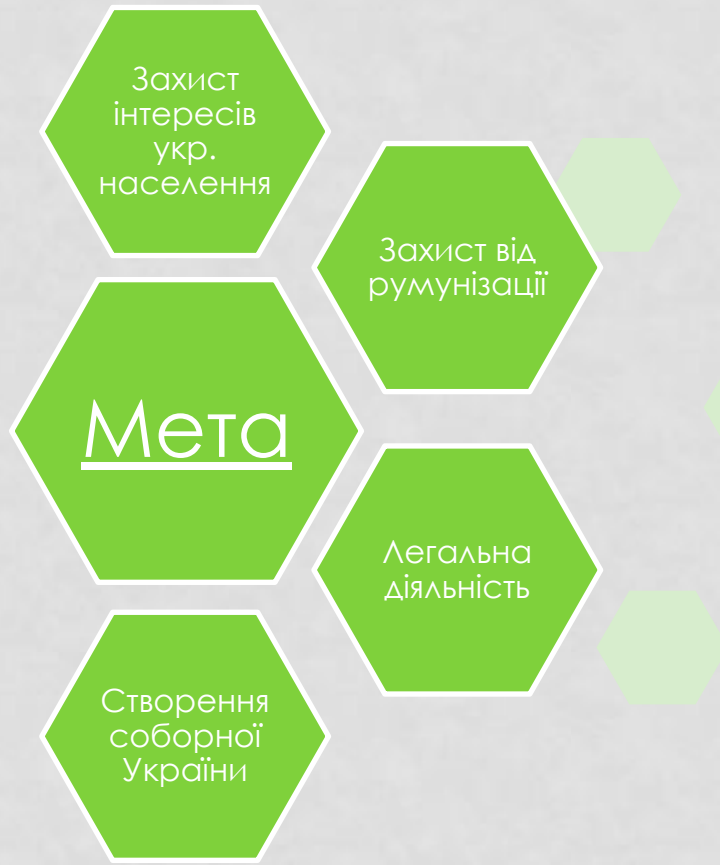 Захист
інтересів
укр.
населення
Захист від
румунізації
Мета
Легальна
діяльність
Створення
соборної
України